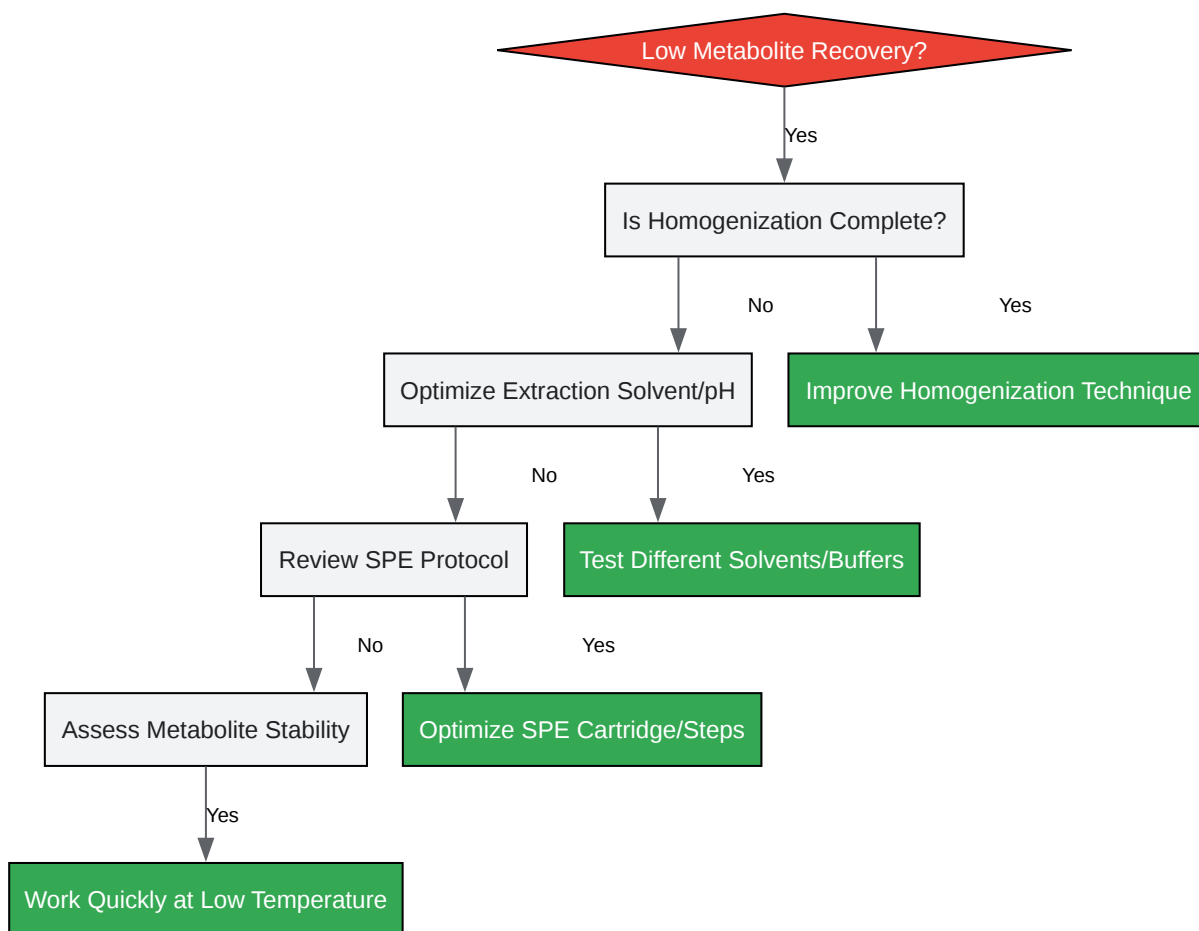 Low Metabolite Recovery?
Yes
Is Homogenization Complete?
No
Yes
Optimize Extraction Solvent/pH
Improve Homogenization Technique
No
Yes
Review SPE Protocol
Test Different Solvents/Buffers
No
Yes
Assess Metabolite Stability
Optimize SPE Cartridge/Steps
Yes
Work Quickly at Low Temperature